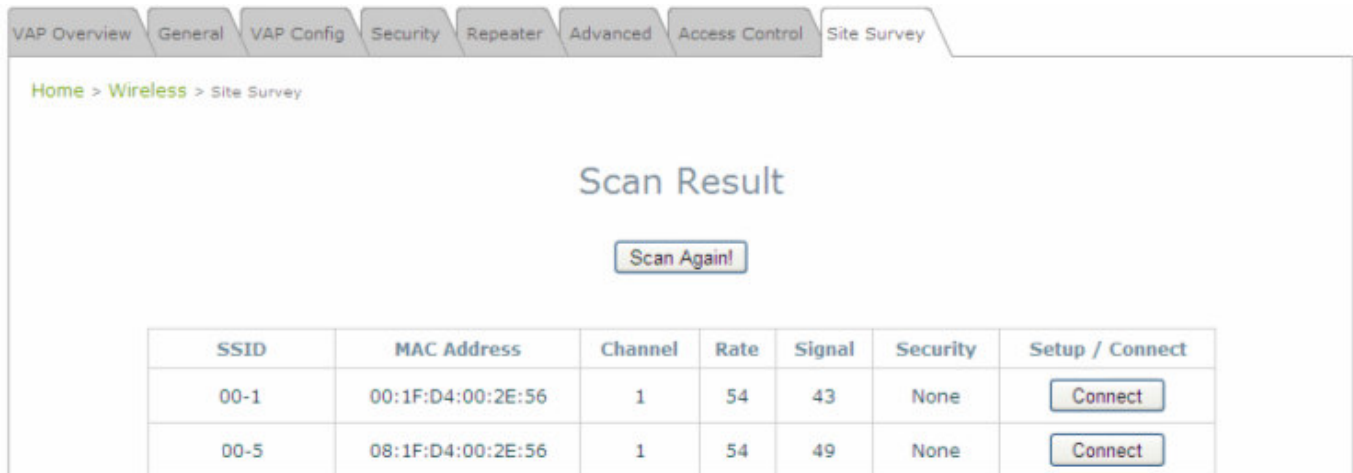 VAP Overview General VAP Config Security Repeater Advanced Access Control Site Survey
Home > Wireless > Site Survey
Scan Result
Scan Again!
SSID MAC Address Channel Rate Signal Security Setup / Connect
00-1 00:1F:D4:00:2E:56 1 54 43 None Connect
00-5 08:1F:D4:00:2E:56 1 54 49 None Connect